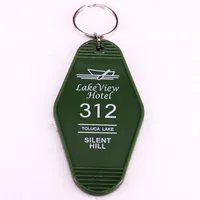 LakeView
Hotel
312
TOLUCA LAKE
SILENT
HILL